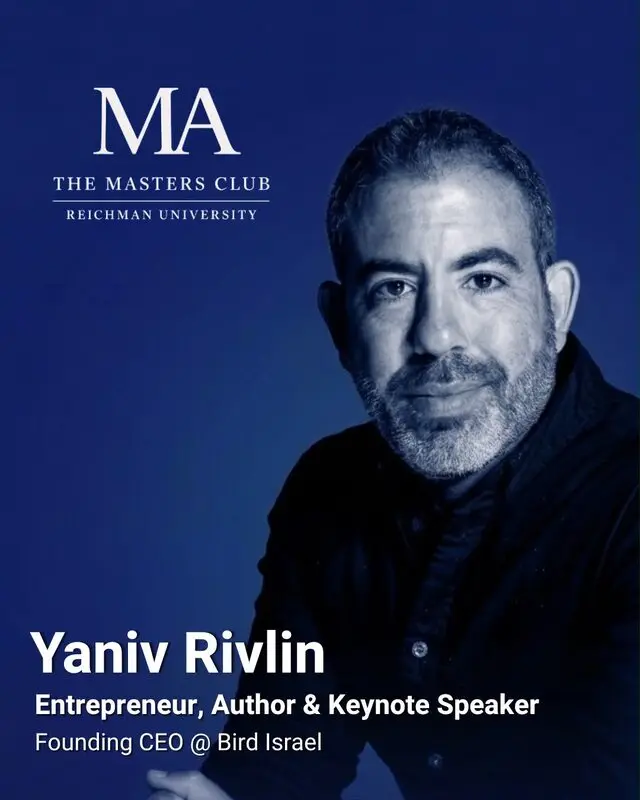 MA
THE MASTERS CLUB
REICHMAN UNIVERSITY
Yaniv Rivlin
Entrepreneur, Author & Keynote Speaker
Founding CEO @ Bird Israel